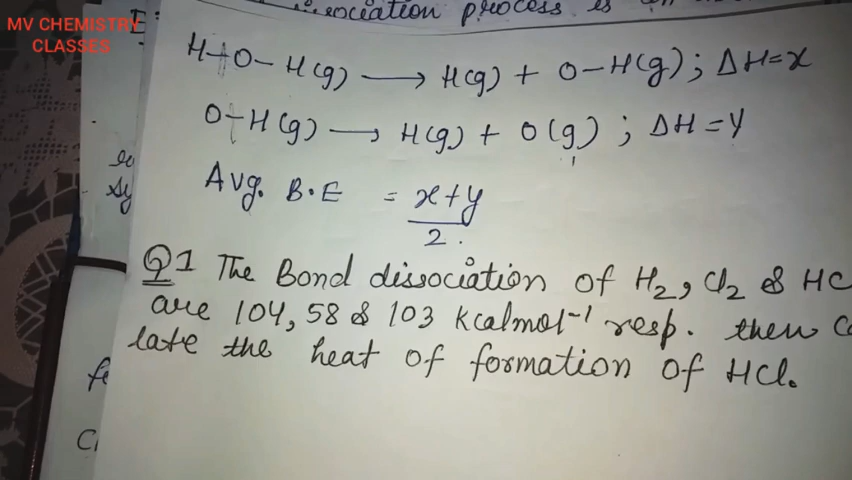 MV CHEMISTRY
CLASSES
process is
H-O-H(g) ⟶ H(g) + O-H(g); ΔH=x
O-H(g) ⟶ H(g) + O(g); ΔH=y
Avg. B.E = x+y
2.
Q1 The Bond dissociation of H2, Cl2 & HC
are 104, 58 & 103 Kcalmol⁻¹ resp. then
late the heat of formation of HCl.